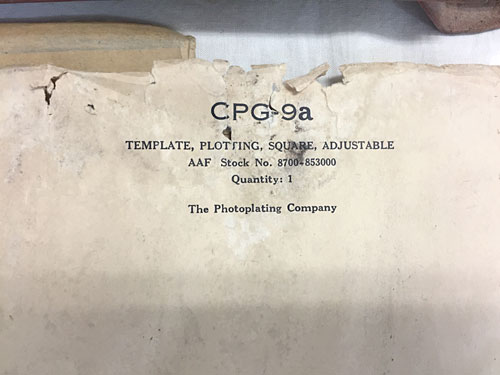 CPG-9a
TEMPLATE, PLOTTING, SQUARE, ADJUSTABLE
AAF Stock No. 8700-853000
Quantity: 1
The Photoplating Company